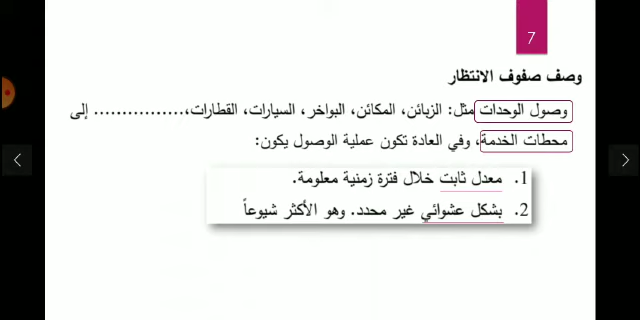 7
وصف صفوف الانتظار
وصول الوحدات مثل: الزبائن، المكائن، البواخر، السيارات، القطارات،................ إلى
محطات الخدمة، وفي العادة تكون عملية الوصول يكون:
1. معدل ثابت خلال فترة زمنية معلومة.
2. بشكل عشوائي غير محدد. وهو الأكثر شيوعاً